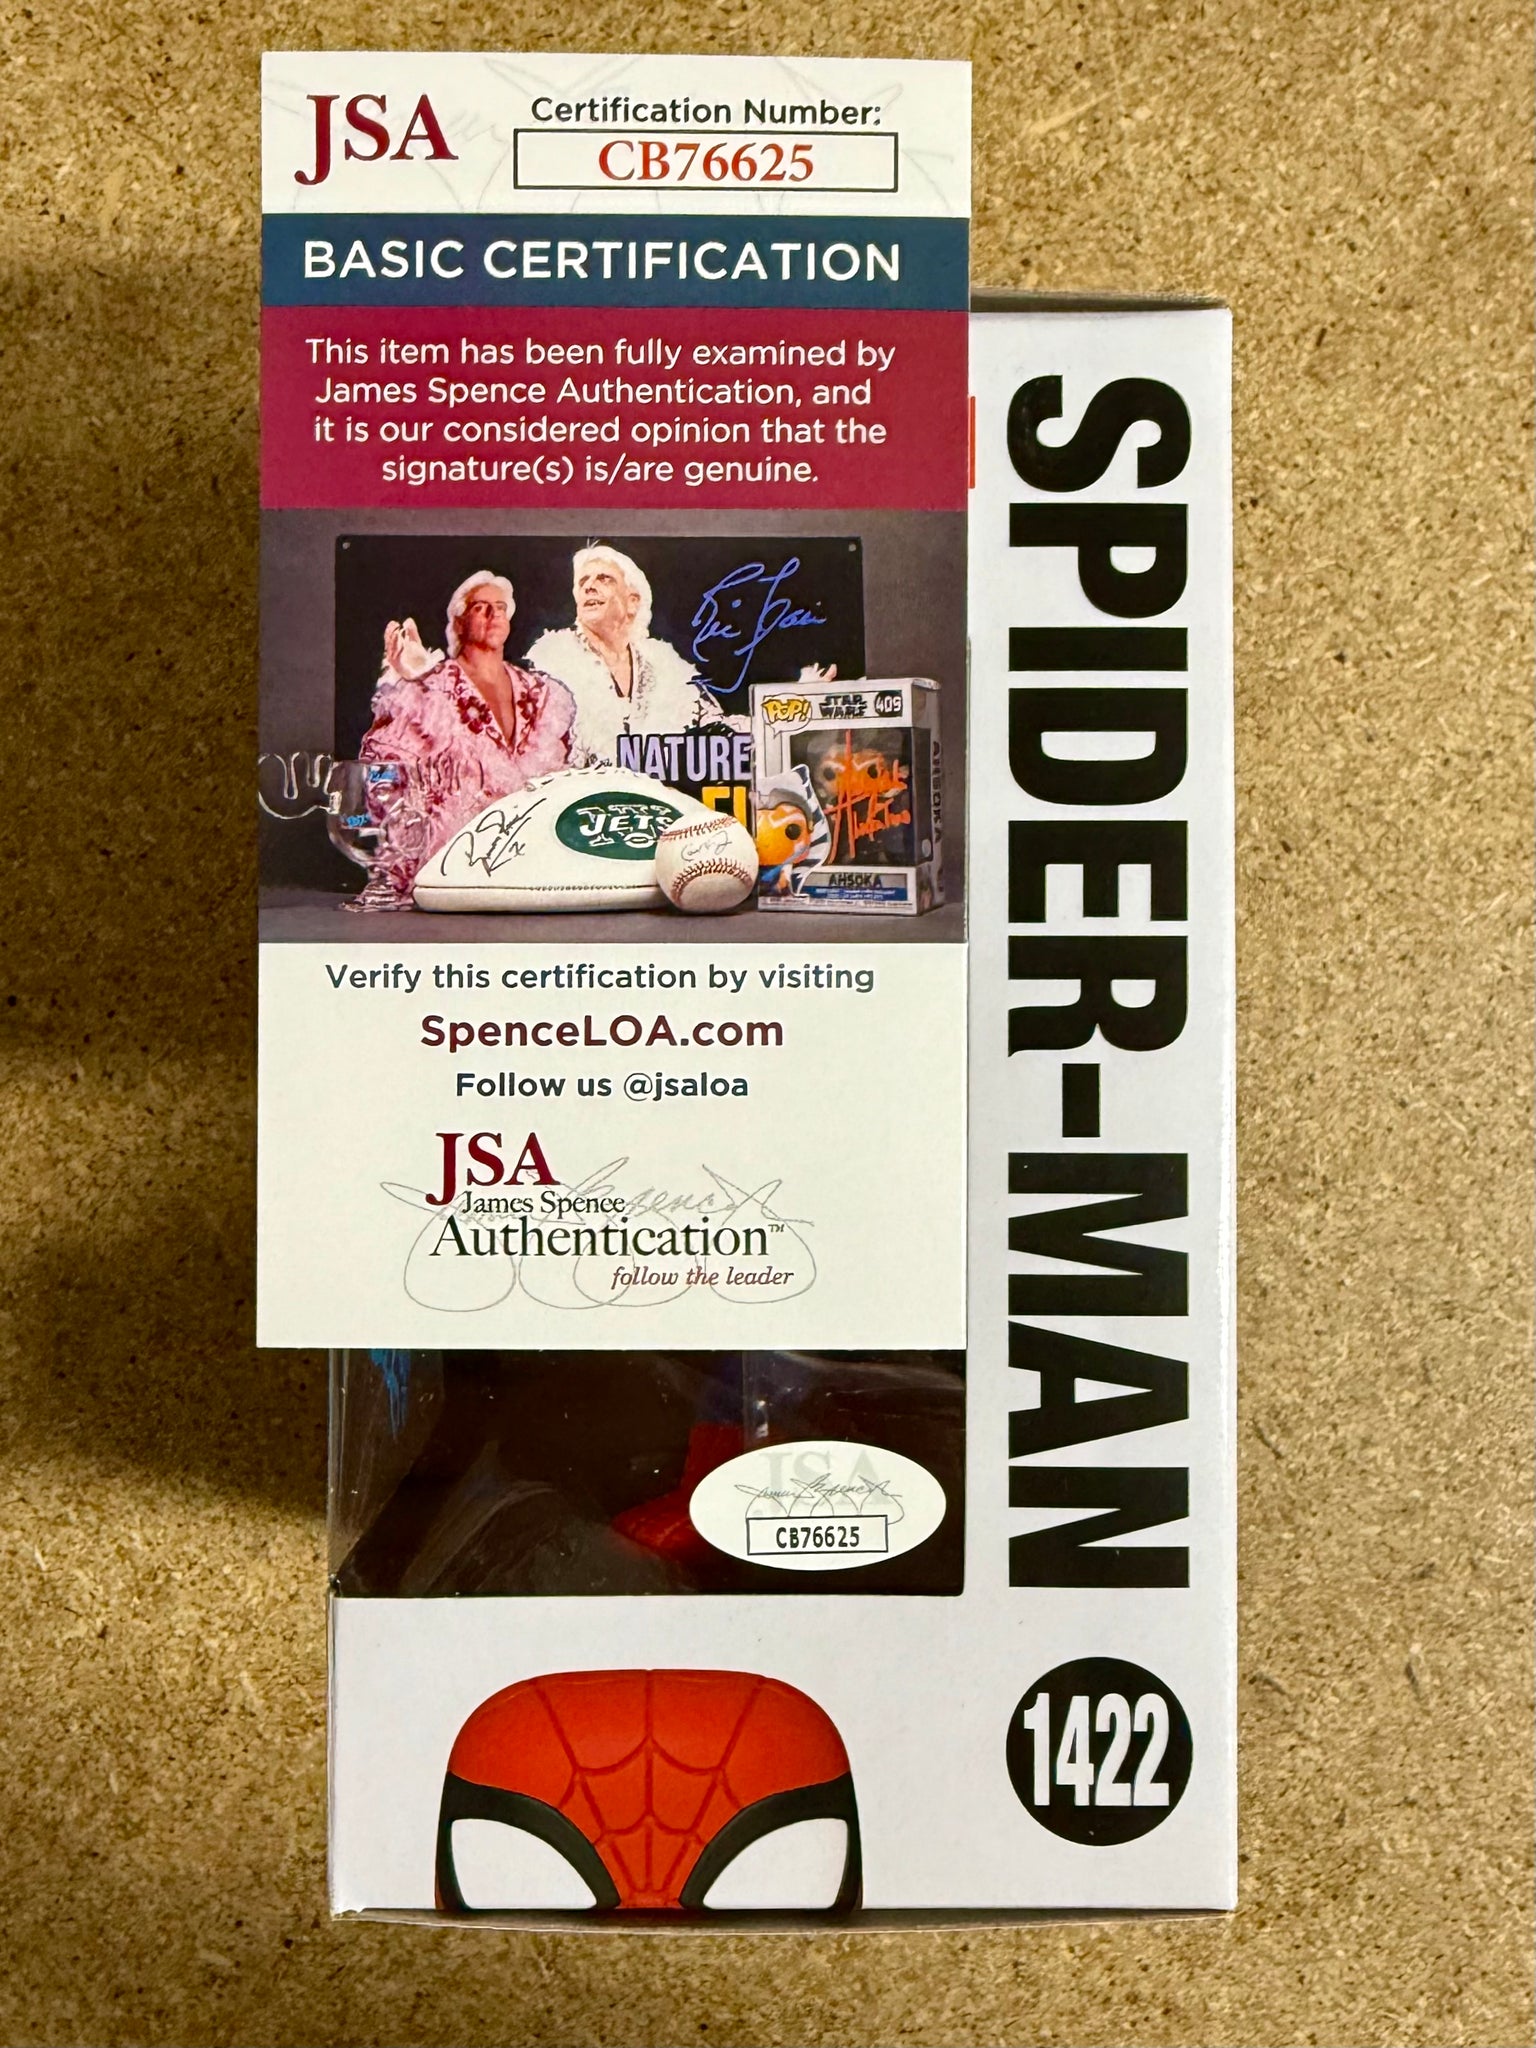 JSA
Certification Number:
CB76625
BASIC CERTIFICATION
This item has been fully examined by
James Spence Authentication, and
it is our considered opinion that the
signature(s) is/are genuine.
NATURE
JETS
POP!
STAR
WARS
409
AHSOKA
AHSOKA
Verify this certification by visiting
SpenceLOA.com
Follow us @jsaloa
JSA
James Spence
Authentication™
follow the leader
JSA
CB76625
SPIDER-MAN
1422